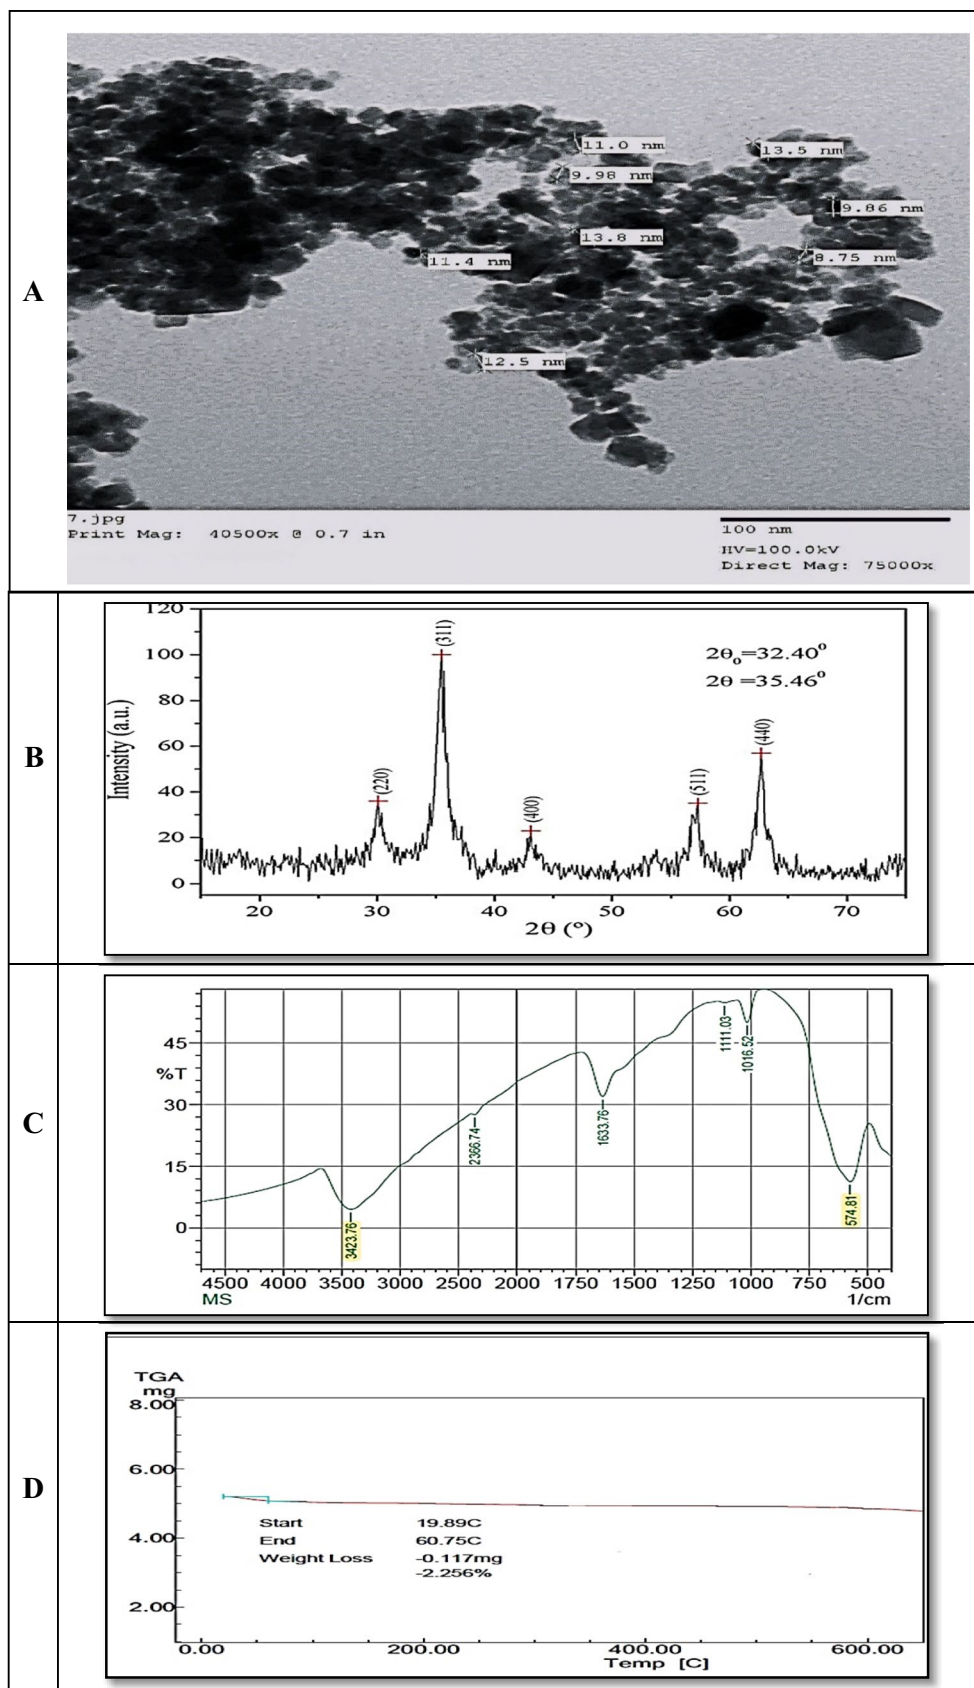 A
11.0 nm
13.5 nm
9.98 nm
9.86 nm
13.8 nm
11.4 nm
8.75 nm
12.5 nm
7.jpg
Print Mag: 40500x @ 0.7 in
100 nm
HV=100.0kV
Direct Mag: 75000x
B
120
100
80
60
40
20
0
Intensity (a.u.)
(220)
(311)
(400)
(511)
(440)
2θ₀=32.40⁰
2θ =35.46⁰
20 30 40 50 60 70
2θ (°)
C
45
%T
30
15
0
3423.76
2366.74
1633.76
1111.03
1016.52
574.81
4500 4000 3500 3000 2500 2000 1750 1500 1250 1000 750 500
MS 1/cm
D
TGA
mg
8.00
6.00
4.00
2.00
Start 19.89C
End 60.75C
Weight Loss -0.117mg
-2.256%
0.00 200.00 400.00 600.00
Temp [C]